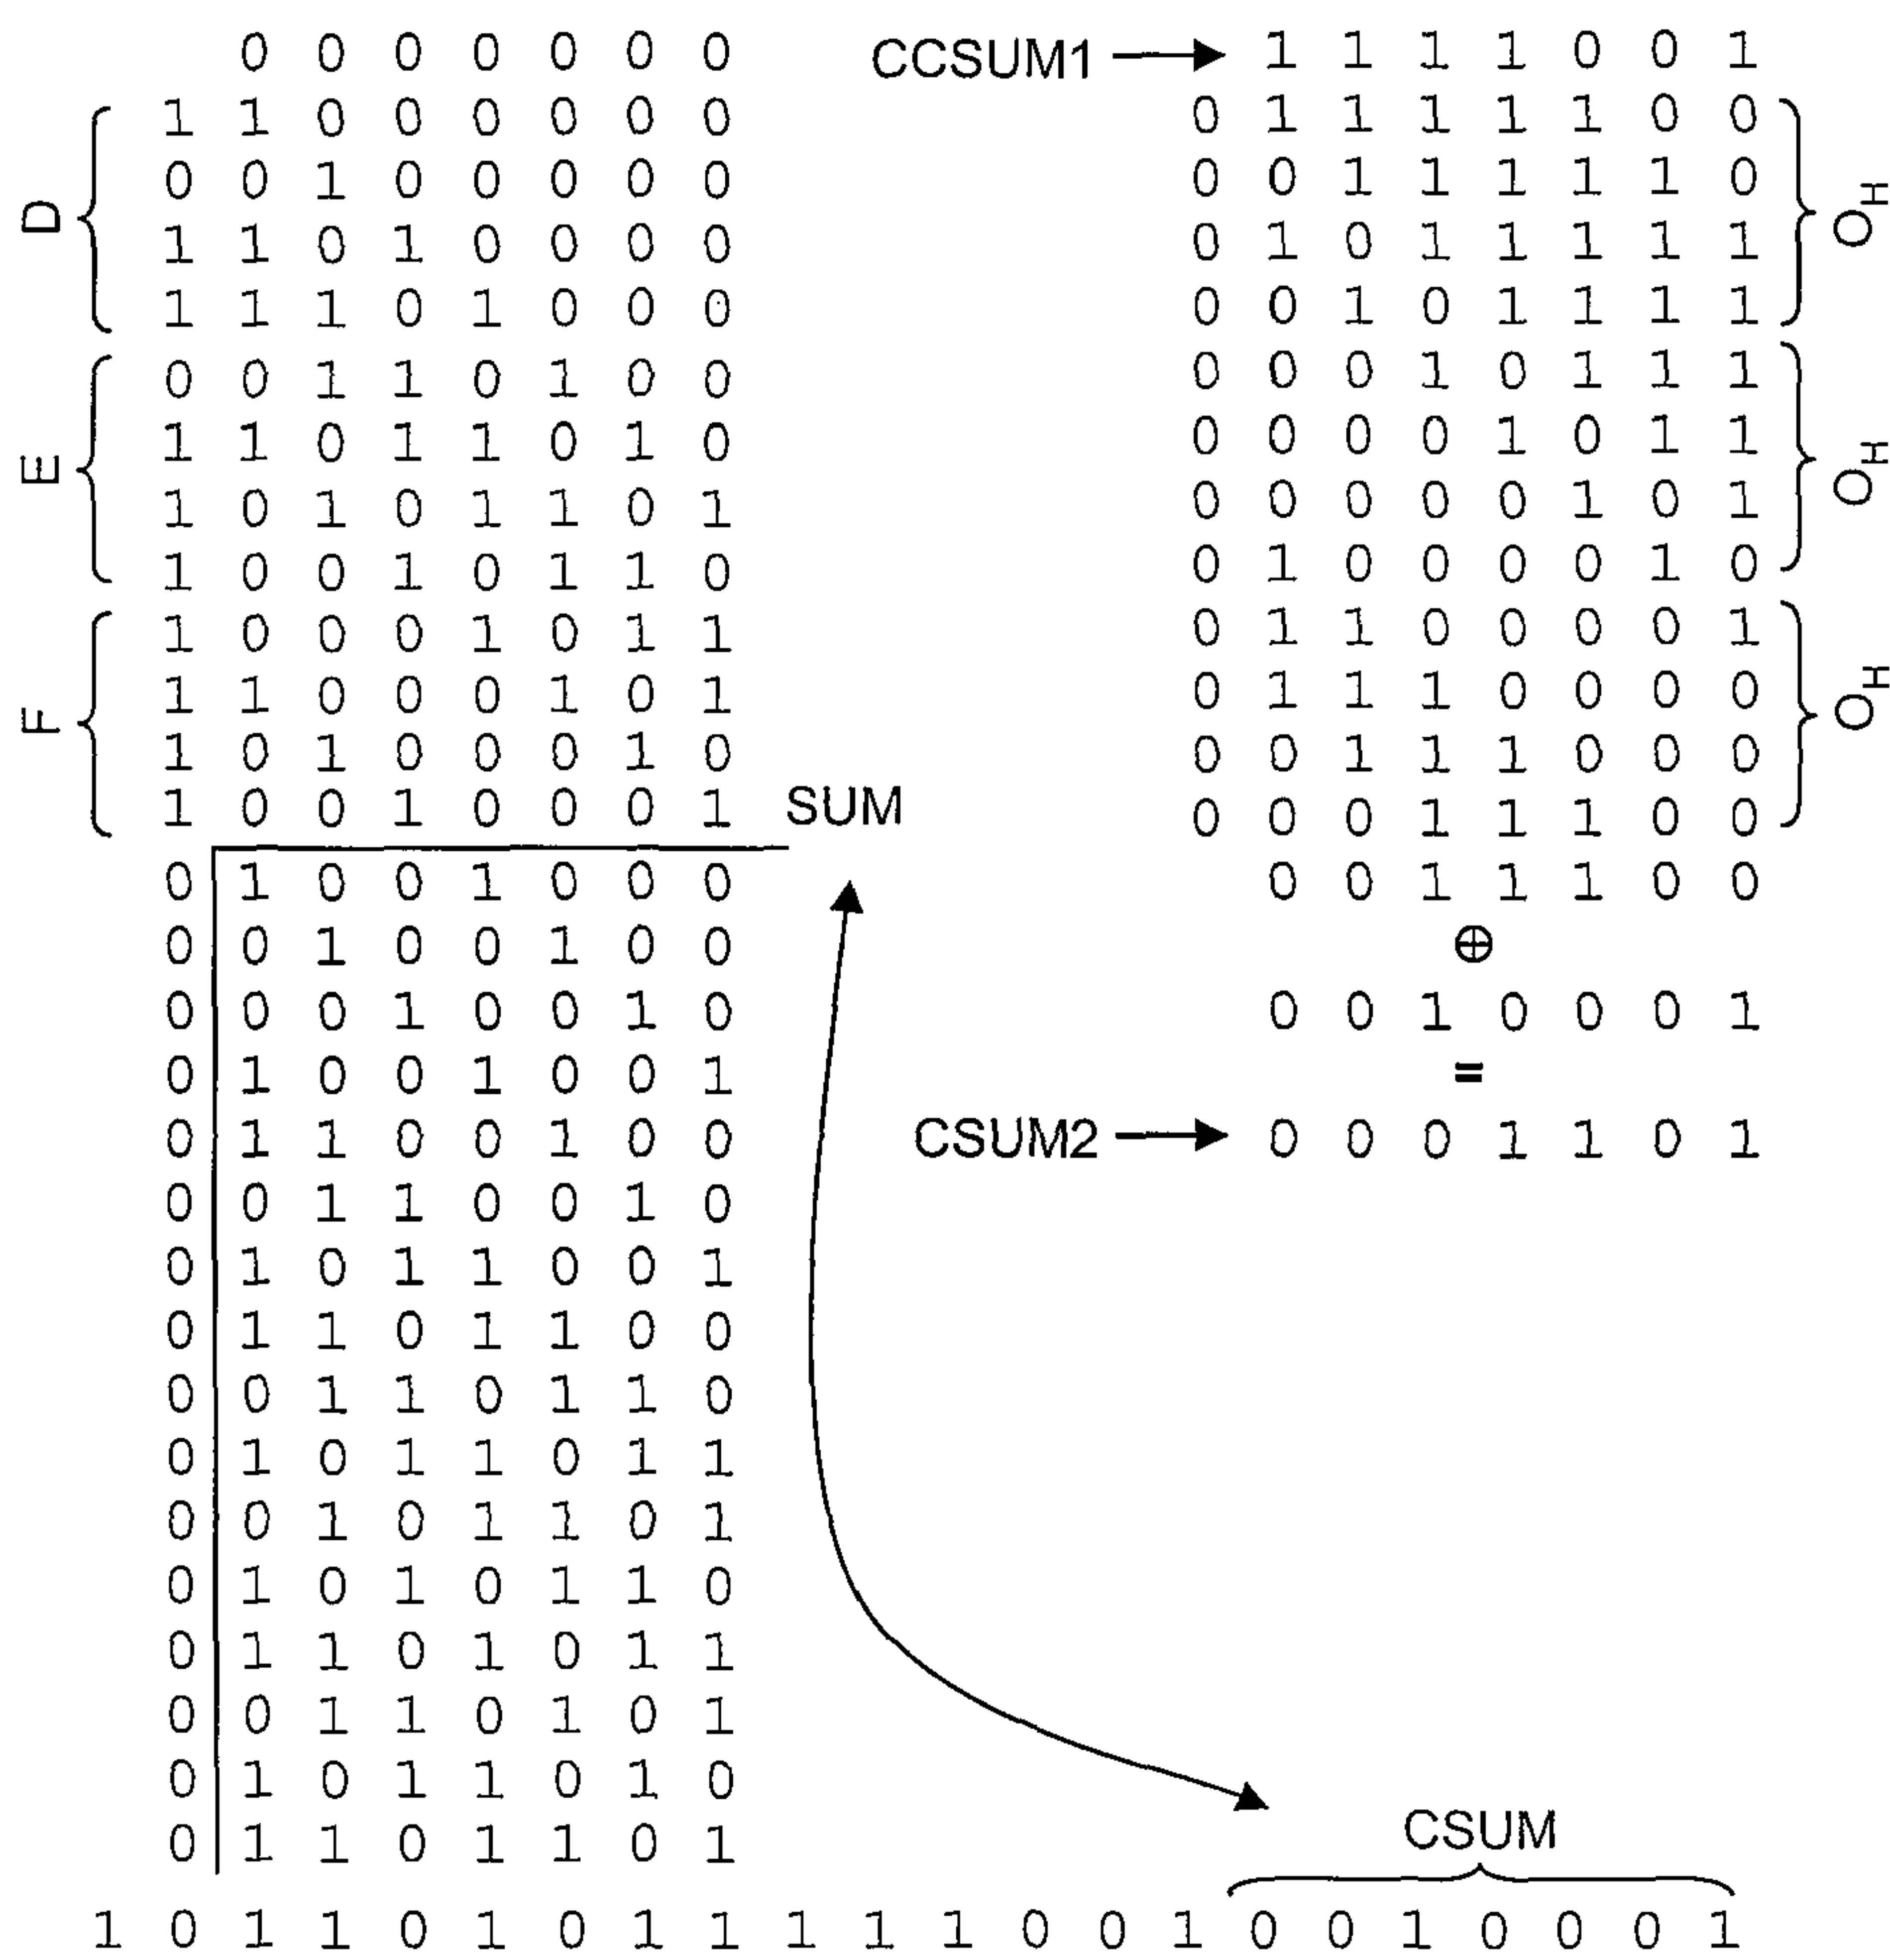 0 0 0 0 0 0 0
D
1 1 0 0 0 0 0 0
0 0 1 0 0 0 0 0
1 1 0 1 0 0 0 0
1 1 1 0 1 0 0 0
E
0 0 1 1 0 1 0 0
1 1 0 1 1 0 1 0
1 0 1 0 1 1 0 1
1 0 0 1 0 1 1 0
F
1 0 0 0 1 0 1 1
1 1 0 0 0 1 0 1
1 0 1 0 0 0 1 0
1 0 0 1 0 0 0 1
SUM
0 1 0 0 1 0 0 0
0 0 1 0 0 1 0 0
0 0 0 1 0 0 1 0
0 1 0 0 1 0 0 1
0 1 1 0 0 1 0 0
0 0 1 1 0 0 1 0
0 1 0 1 1 0 0 1
0 1 1 0 1 1 0 0
0 0 1 1 0 1 1 0
0 1 0 1 1 0 1 1
0 0 1 0 1 1 0 1
0 1 0 1 0 1 1 0
0 1 1 0 1 0 1 1
0 0 1 1 0 1 0 1
0 1 0 1 1 0 1 0
0 1 1 0 1 1 0 1
CCSUM1 1 1 1 1 0 0 1
0 1 1 1 1 1 0 0
0 0 1 1 1 1 1 0
0 1 0 1 1 1 1 1
0 0 1 0 1 1 1 1
OH
0 0 0 1 0 1 1 1
0 0 0 0 1 0 1 1
0 0 0 0 0 1 0 1
0 1 0 0 0 0 1 0
OH
0 1 1 0 0 0 0 1
0 1 1 1 0 0 0 0
0 0 1 1 1 0 0 0
0 0 0 1 1 1 0 0
OH
0 0 1 1 1 0 0
⊕
0 0 1 0 0 0 1
=
CSUM2 0 0 0 1 1 0 1
CSUM
1 0 1 1 0 1 0 1 1 1 1 1 0 0 1 0 0 1 0 0 0 1